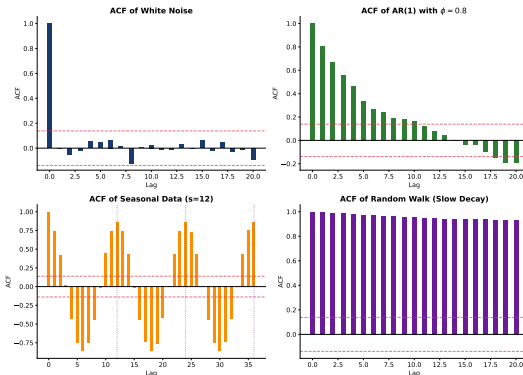 ACF of White Noise
1.0
0.8
0.6
0.4
0.2
0.0
ACF
0.0 2.5 5.0 7.5 10.0 12.5 15.0 17.5 20.0
Lag
ACF of AR(1) with ϕ = 0.8
1.0
0.8
0.6
0.4
0.2
0.0
−0.2
ACF
0.0 2.5 5.0 7.5 10.0 12.5 15.0 17.5 20.0
Lag
ACF of Seasonal Data (s=12)
1.00
0.75
0.50
0.25
0.00
−0.25
−0.50
−0.75
ACF
0 5 10 15 20 25 30 35
Lag
ACF of Random Walk (Slow Decay)
1.0
0.8
0.6
0.4
0.2
0.0
ACF
0.0 2.5 5.0 7.5 10.0 12.5 15.0 17.5 20.0
Lag